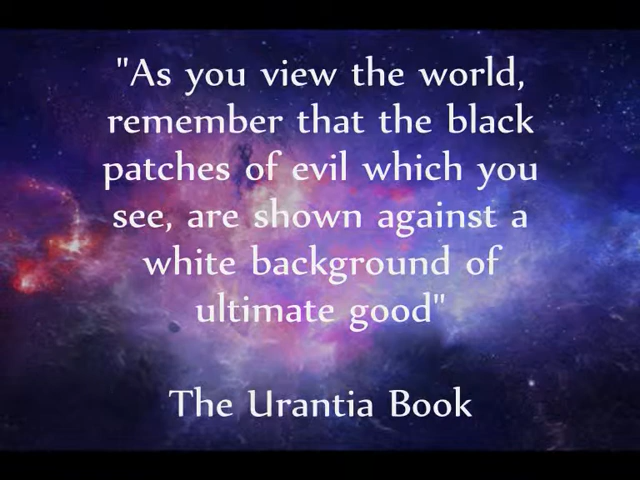 "As you view the world,
remember that the black
patches of evil which you
see, are shown against a
white background of
ultimate good"
The Urantia Book